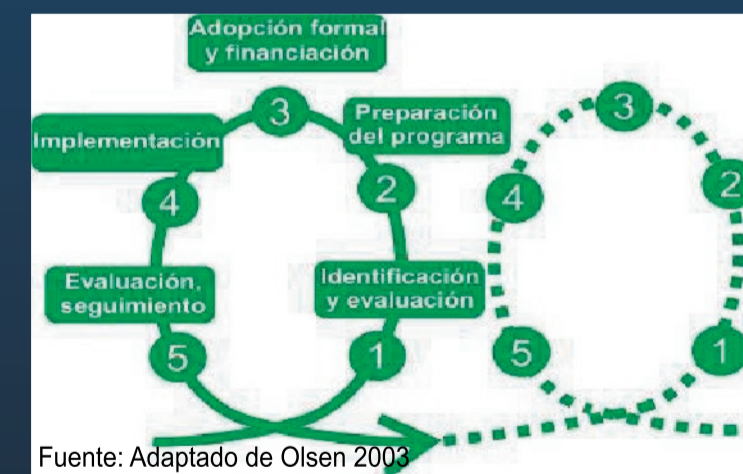 Adopción formal
y financiación
3
Preparación
del programa
Implementación
2
4
Evaluación,
seguimiento
Identificación
y evaluación
5
1
3
2
4
5
1
Fuente: Adaptado de Olsen 2003